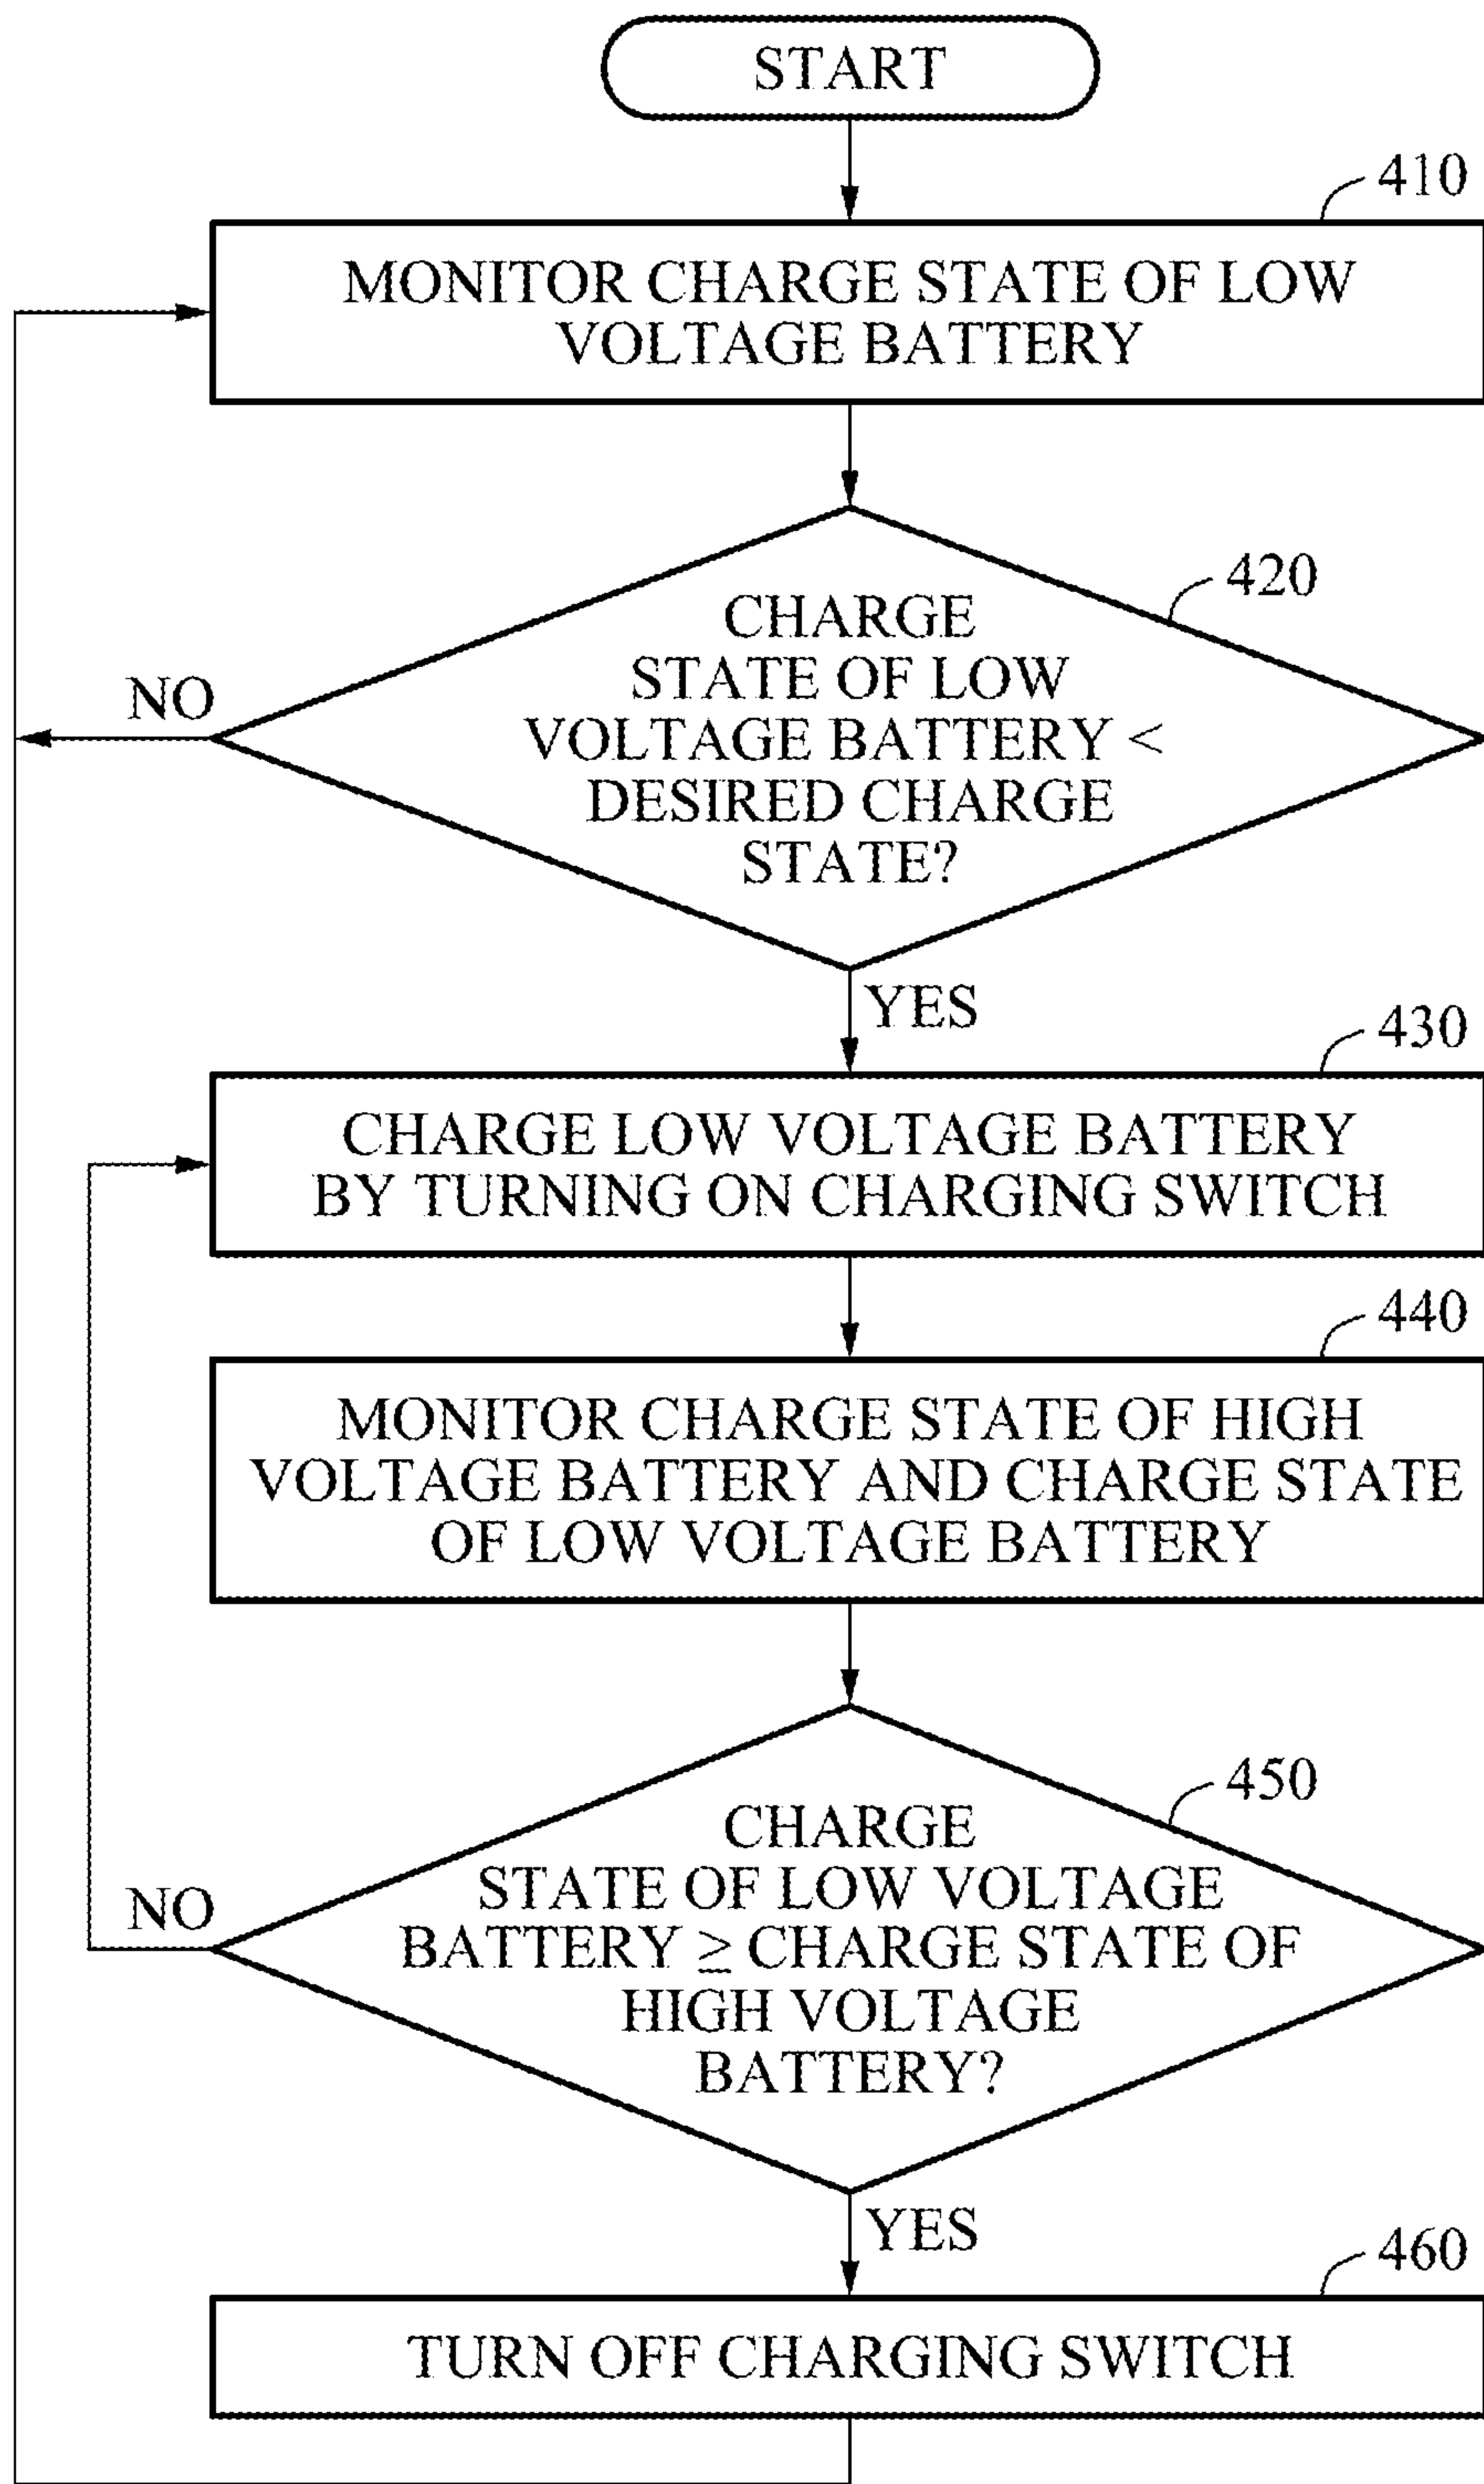 START
410
MONITOR CHARGE STATE OF LOW
VOLTAGE BATTERY
420
CHARGE
STATE OF LOW
VOLTAGE BATTERY <
DESIRED CHARGE
STATE?
NO
YES
430
CHARGE LOW VOLTAGE BATTERY
BY TURNING ON CHARGING SWITCH
440
MONITOR CHARGE STATE OF HIGH
VOLTAGE BATTERY AND CHARGE STATE
OF LOW VOLTAGE BATTERY
450
CHARGE
STATE OF LOW VOLTAGE
BATTERY ≥ CHARGE STATE OF
HIGH VOLTAGE
BATTERY?
NO
YES
460
TURN OFF CHARGING SWITCH